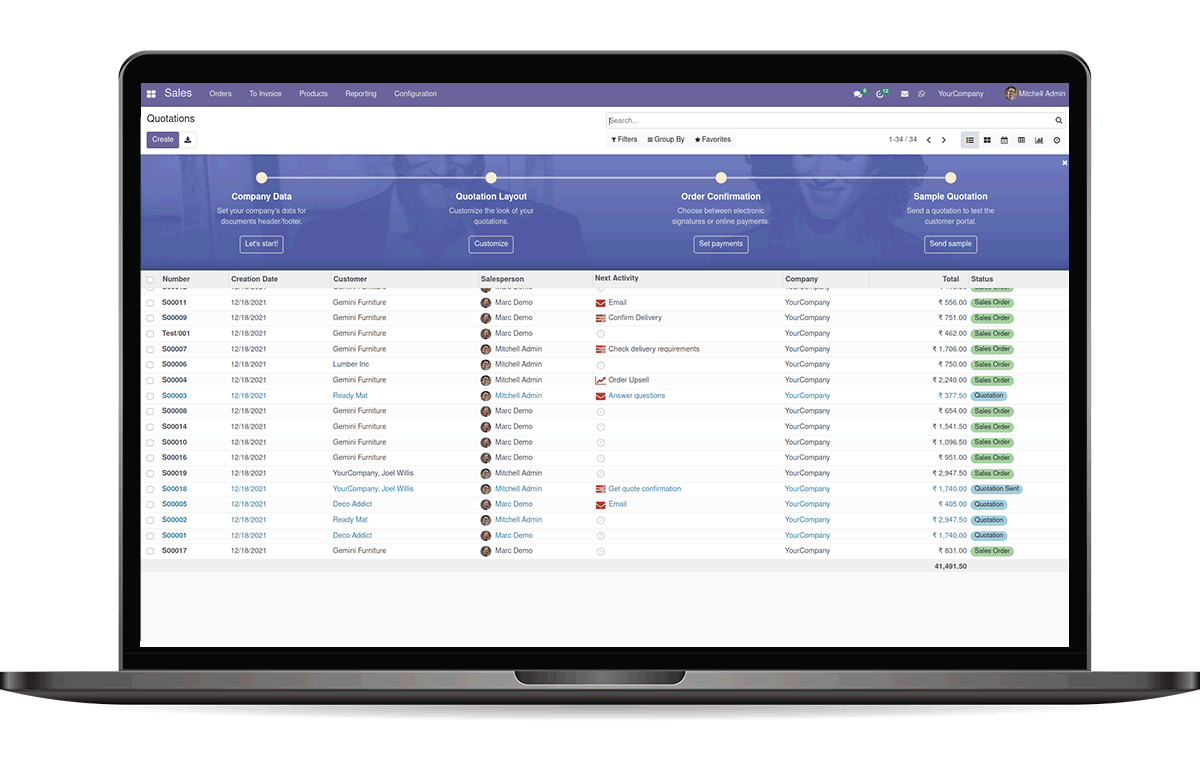 Sales Orders To Invoice Products Reporting Configuration 6 12 YourCompany Mitchell Admin
Quotations
Search...
Create Filters Group By Favorites 1-34 / 34
Company Data Quotation Layout Order Confirmation Sample Quotation
Set your company's data for Customize the look of your Choose between electronic Send a quotation to test the
documents header/footer. quotations. signatures or online payments. customer portal.
Let's start! Customize Set payments Send sample
Number Creation Date Customer Salesperson Next Activity Company Total Status
S00011 12/18/2021 Gemini Furniture Marc Demo Email YourCompany ₹ 556.00 Sales Order
S00009 12/18/2021 Gemini Furniture Marc Demo Confirm Delivery YourCompany ₹ 751.00 Sales Order
Test/001 12/18/2021 Gemini Furniture Marc Demo YourCompany ₹ 462.00 Sales Order
S00007 12/18/2021 Gemini Furniture Mitchell Admin Check delivery requirements YourCompany ₹ 1,706.00 Sales Order
S00006 12/18/2021 Lumber Inc Mitchell Admin YourCompany ₹ 750.00 Sales Order
S00004 12/18/2021 Gemini Furniture Mitchell Admin Order Upsell YourCompany ₹ 2,240.00 Sales Order
S00003 12/18/2021 Ready Mat Mitchell Admin Answer questions YourCompany ₹ 377.50 Quotation
S00008 12/18/2021 Gemini Furniture Marc Demo YourCompany ₹ 654.00 Sales Order
S00014 12/18/2021 Gemini Furniture Marc Demo YourCompany ₹ 1,541.50 Sales Order
S00010 12/18/2021 Gemini Furniture Marc Demo YourCompany ₹ 1,096.50 Sales Order
S00016 12/18/2021 Gemini Furniture Marc Demo YourCompany ₹ 951.00 Sales Order
S00019 12/18/2021 YourCompany, Joel Willis Mitchell Admin YourCompany ₹ 2,947.50 Sales Order
S00018 12/18/2021 YourCompany, Joel Willis Mitchell Admin Get quote confirmation YourCompany ₹ 1,740.00 Quotation Sent
S00005 12/18/2021 Deco Addict Marc Demo Email YourCompany ₹ 405.00 Quotation
S00002 12/18/2021 Ready Mat Mitchell Admin YourCompany ₹ 2,947.50 Quotation
S00001 12/18/2021 Deco Addict Marc Demo YourCompany ₹ 1,740.00 Quotation
S00017 12/18/2021 Gemini Furniture Marc Demo YourCompany ₹ 831.00 Sales Order
41,491.50